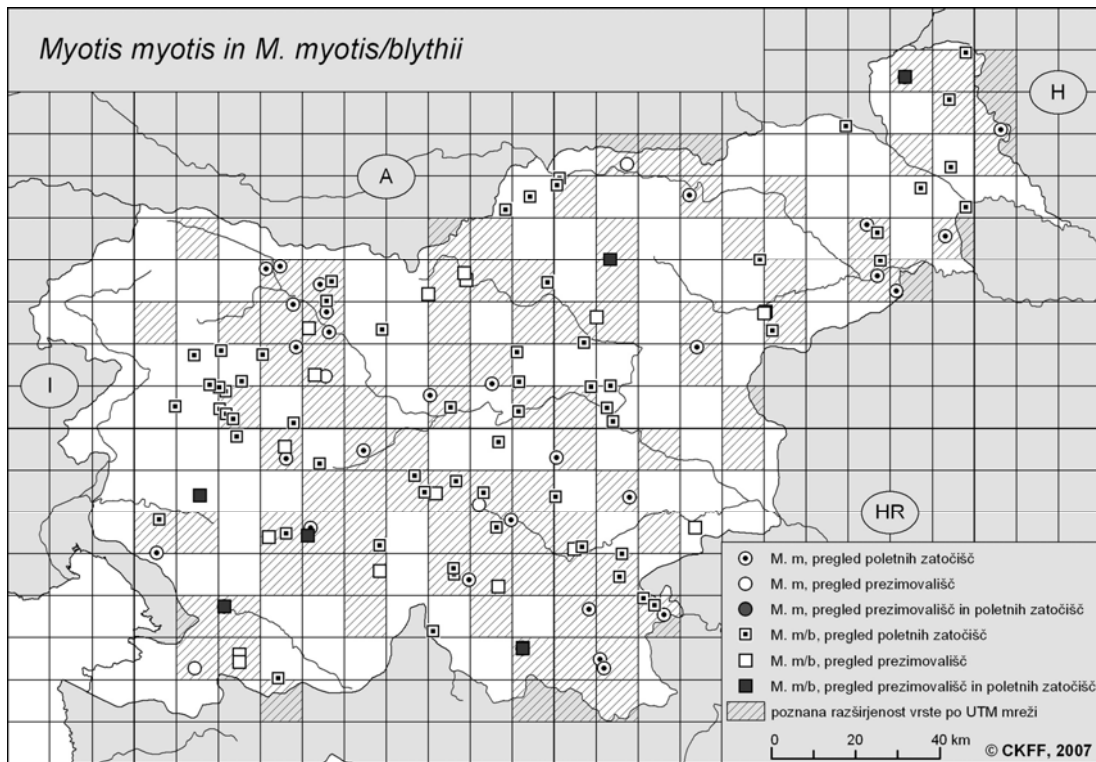 Myotis myotis in M. myotis/blythii
H
A
I
HR
M. m, pregled poletnih zatočišč
M. m, pregled prezimovališč
M. m, pregled prezimovališč in poletnih zatočišč
M. m/b, pregled poletnih zatočišč
M. m/b, pregled prezimovališč
M. m/b, pregled prezimovališč in poletnih zatočišč
poznana razširjenost vrste po UTM mreži
0 20 40 km
© CKFF, 2007